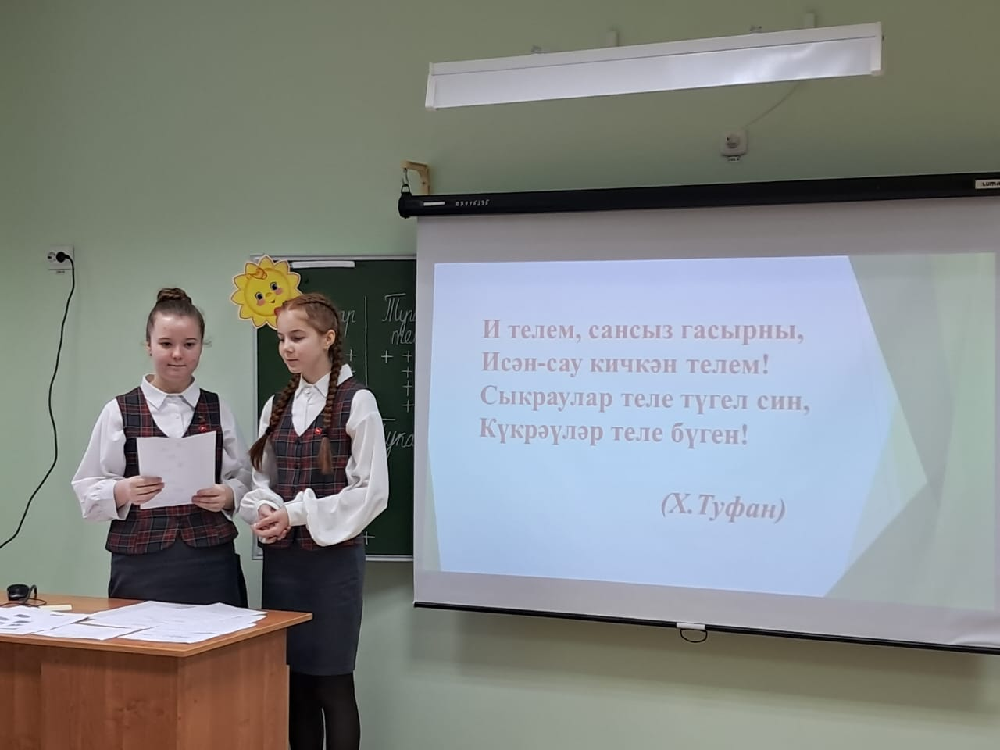 И телем, сансыз гасырны,
Исән-сау кичкән телем!
Сыкраулар теле түгел син,
Күкрәүләр теле бүген!
(Х.Туфан)